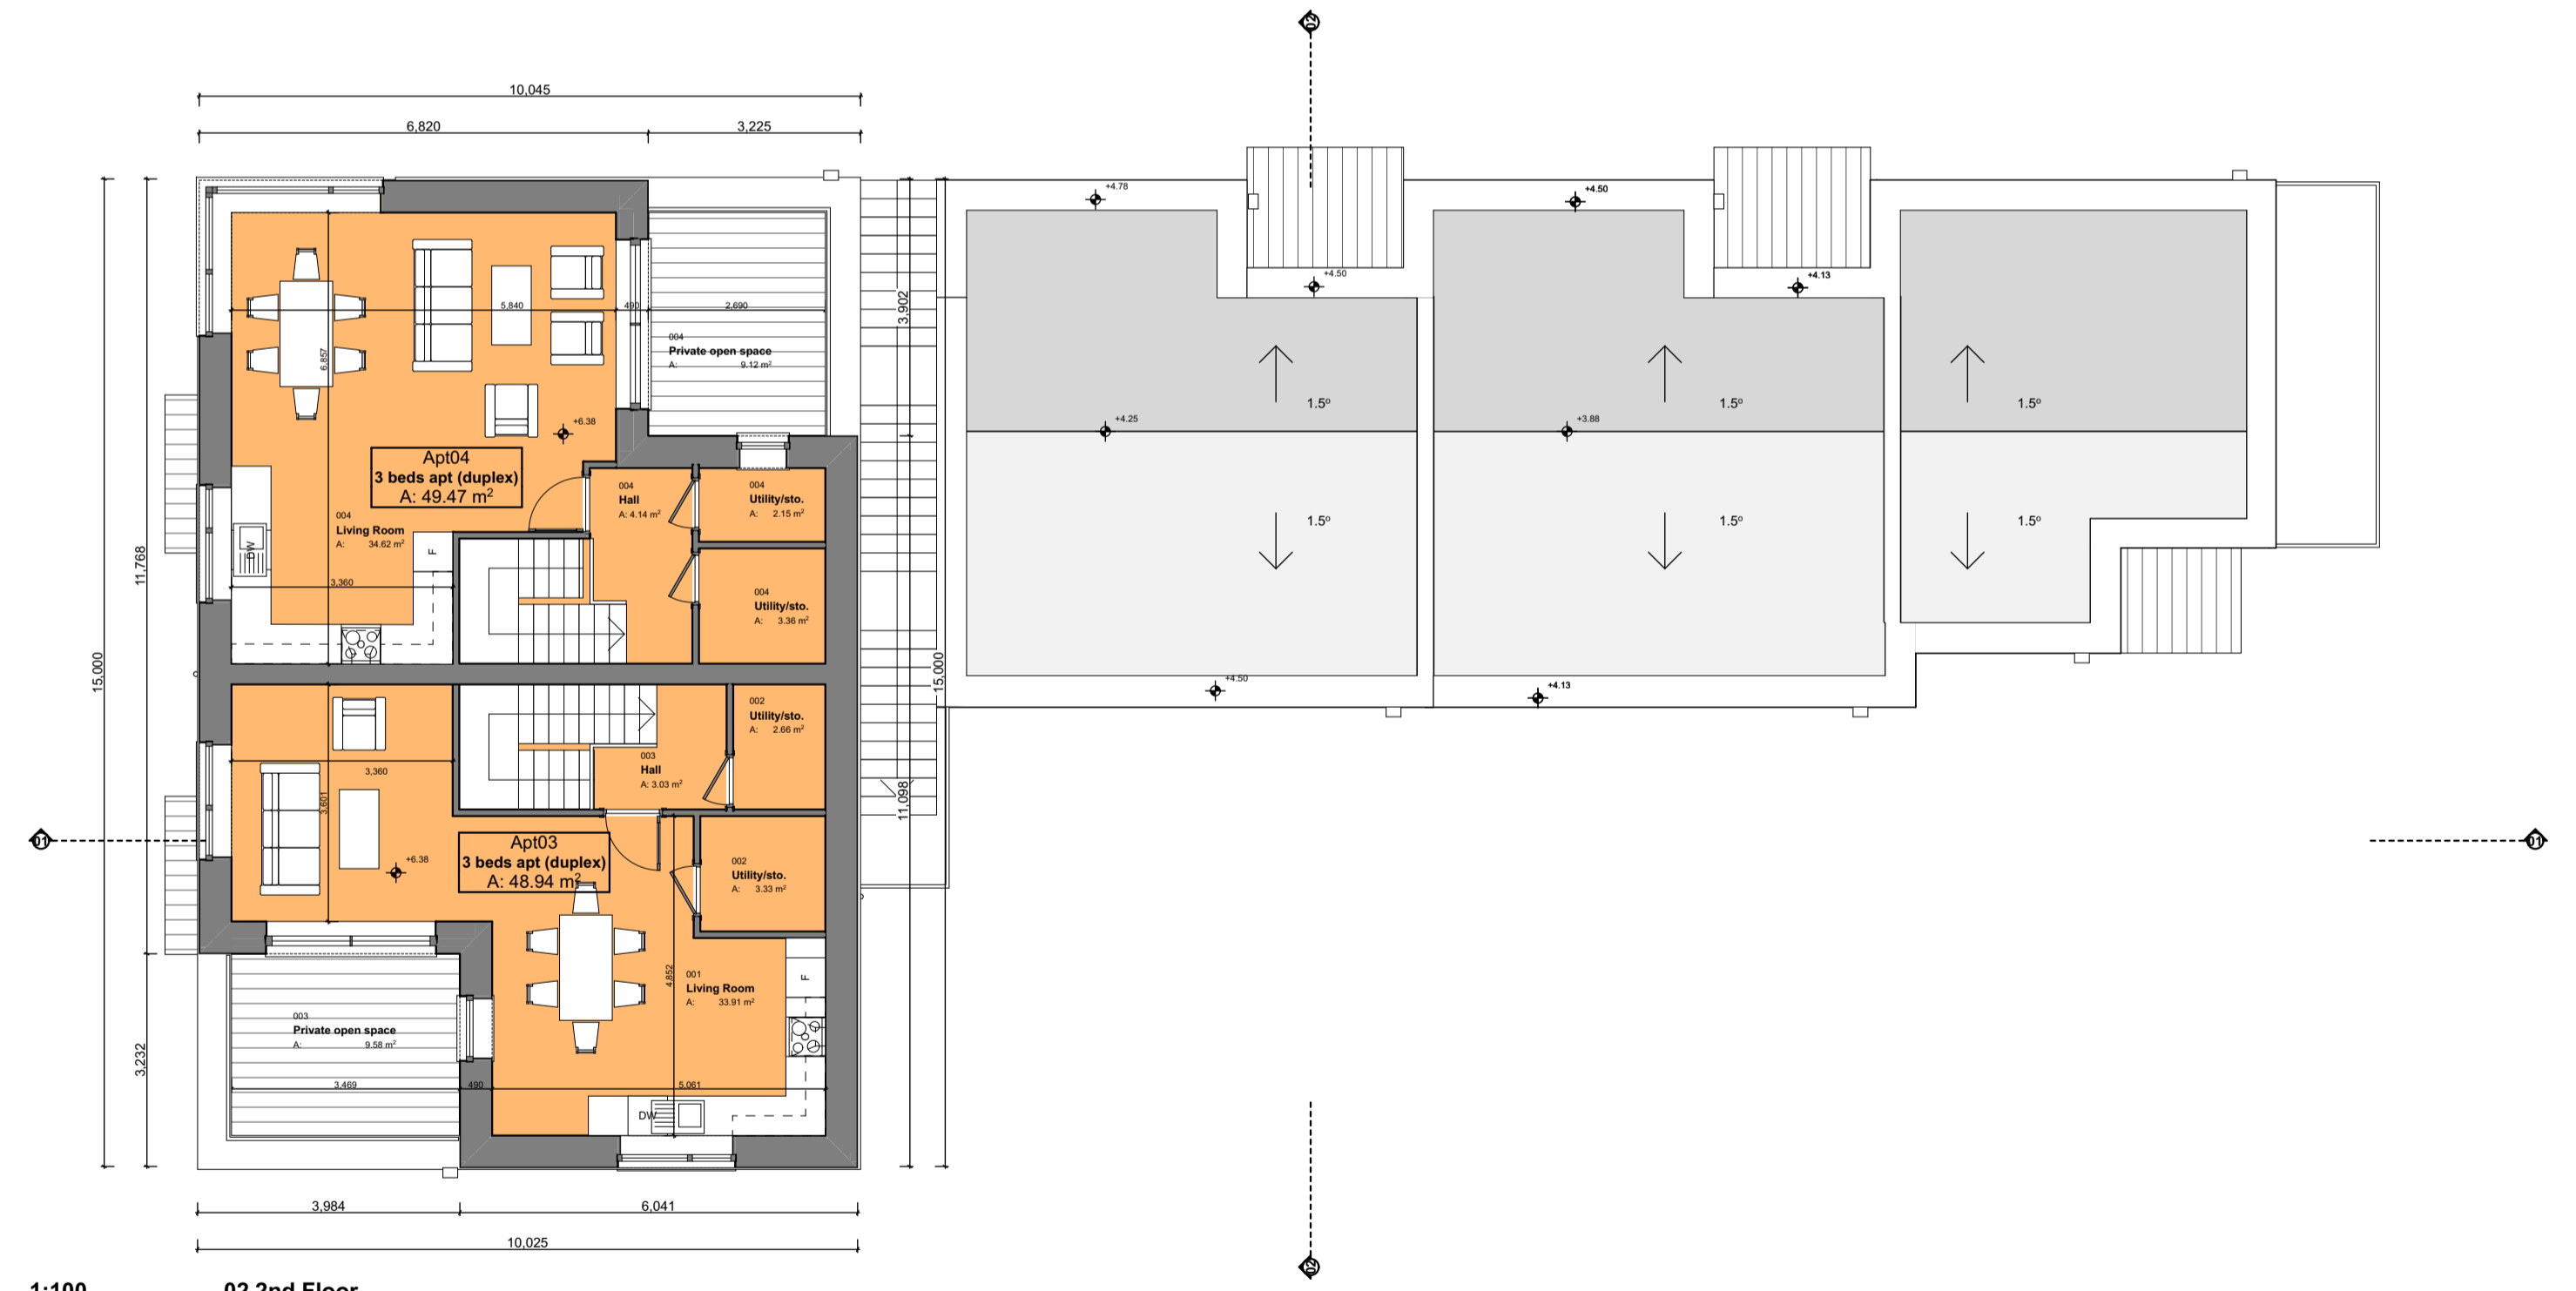 02
10,045
6,820
3,225
+4.78
+4.50
+4.50
+4.13
3,902
5,840
490
2,690
6,857
004
Private open space
A: 9.12 m²
1.5º
1.5º
1.5º
+6.38
+4.25
+3.88
Apt04
3 beds apt (duplex)
A: 49.47 m²
004
Hall
A: 4.14 m²
004
Utility/sto.
A: 2.15 m²
004
Living Room
A: 34.62 m²
1.5º
1.5º
1.5º
DW
F
11,768
3,360
004
Utility/sto.
A: 3.36 m²
15,000
15,000
+4.50
+4.13
002
Utility/sto.
A: 2.66 m²
003
Hall
A: 3.03 m²
3,360
3,601
11,098
01
01
Apt03
3 beds apt (duplex)
A: 48.94 m²
+6.38
002
Utility/sto.
A: 3.33 m²
4,852
001
Living Room
A: 33.91 m²
F
003
Private open space
A: 9.58 m²
3,232
3,469
490
5,061
DW
3,984
6,041
10,025
02
1:100
02 2nd Floor